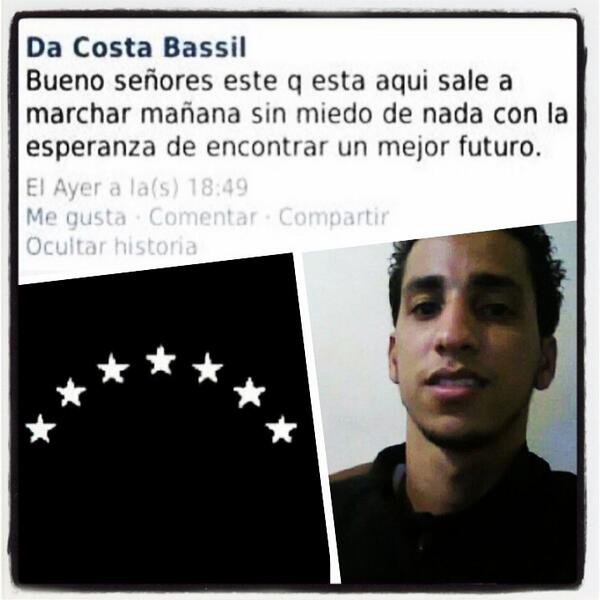 Da Costa Bassil
Bueno señores este q esta aqui sale a
marchar mañana sin miedo de nada con la
esperanza de encontrar un mejor futuro.
El Ayer a la(s) 18:49
Me gusta · Comentar · Compartir
Ocultar historia